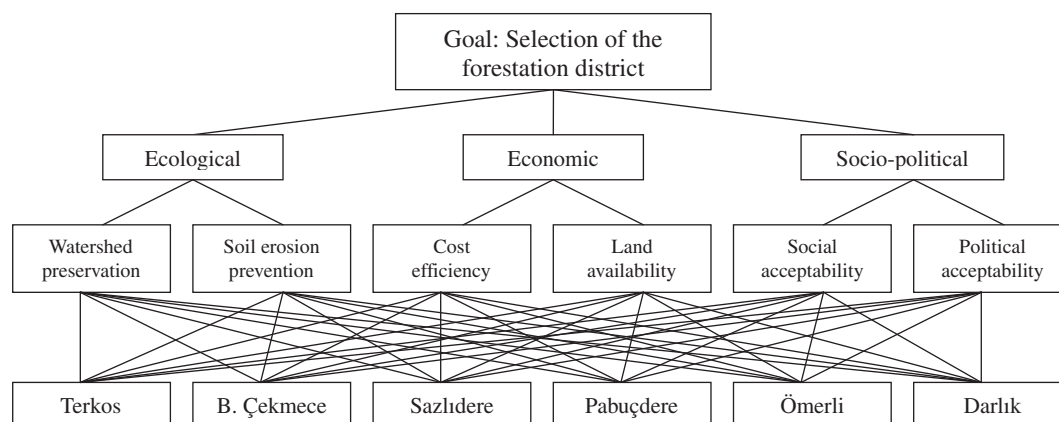 Goal: Selection of the
forestation district
Ecological
Economic
Socio-political
Watershed
preservation
Soil erosion
prevention
Cost
efficiency
Land
availability
Social
acceptability
Political
acceptability
Terkos
B. Çekmece
Sazlıdere
Pabuçdere
Ömerli
Darlık